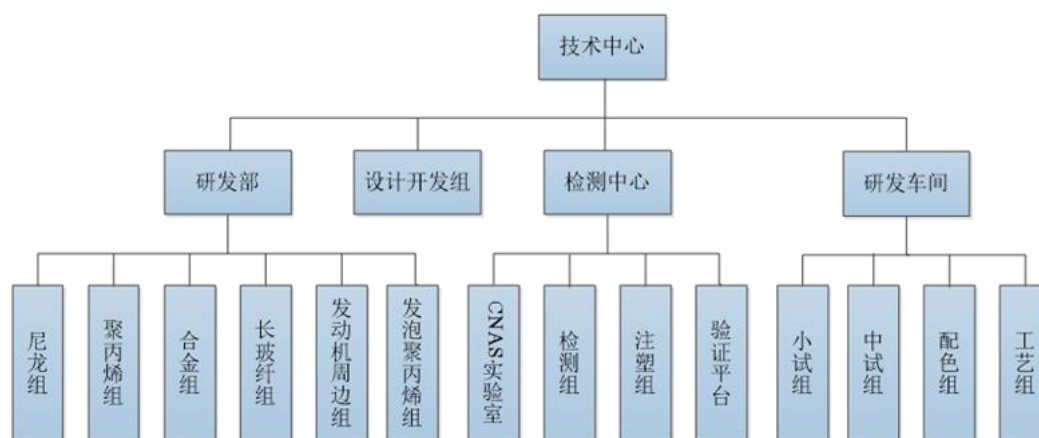 技术中心
研发部
设计开发组
检测中心
研发车间
尼龙组
聚丙烯组
合金组
长玻纤组
发动机周边组
发泡聚丙烯组
CNAS实验室
检测组
注塑组
验证平台
小试组
中试组
配色组
工艺组